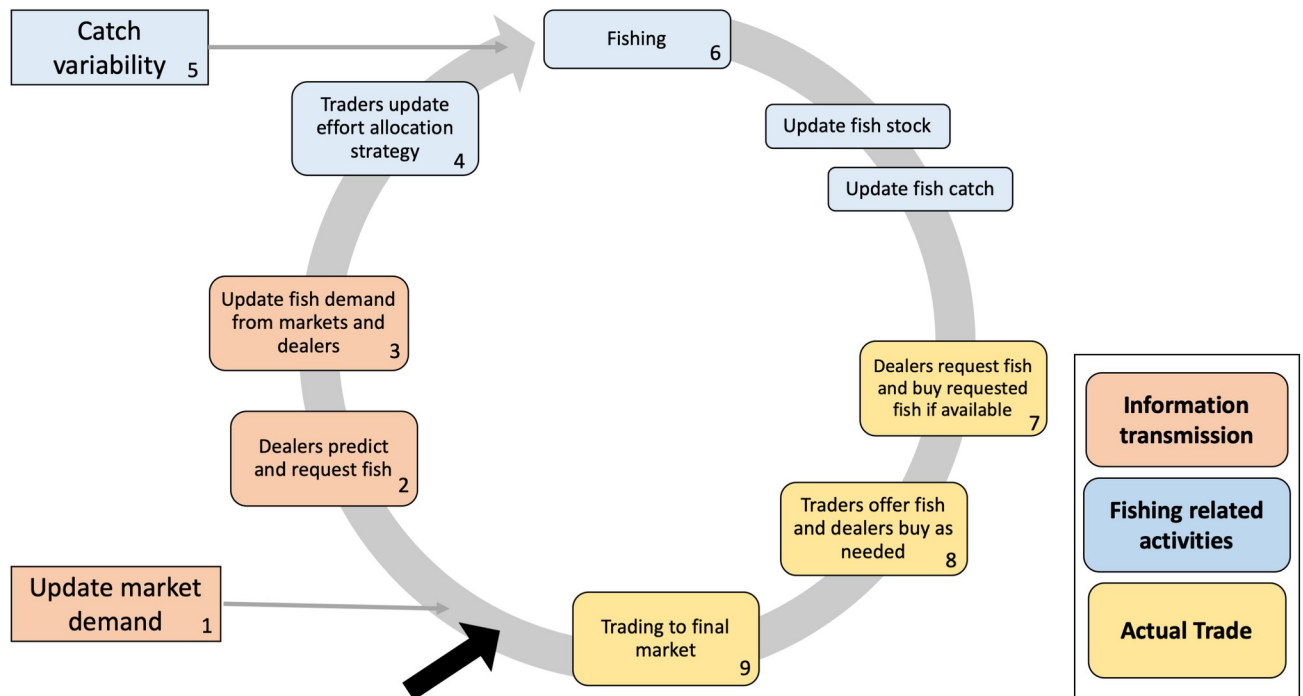 Catch
variability
5
Fishing
6
Traders update
effort allocation
strategy
4
Update fish stock
Update fish catch
Update fish demand
from markets and
dealers
3
Dealers request fish
and buy requested
fish if available
7
Dealers predict
and request fish
2
Traders offer fish
and dealers buy as
needed
8
Update market
demand
1
Trading to final
market
9
Information
transmission
Fishing related
activities
Actual Trade